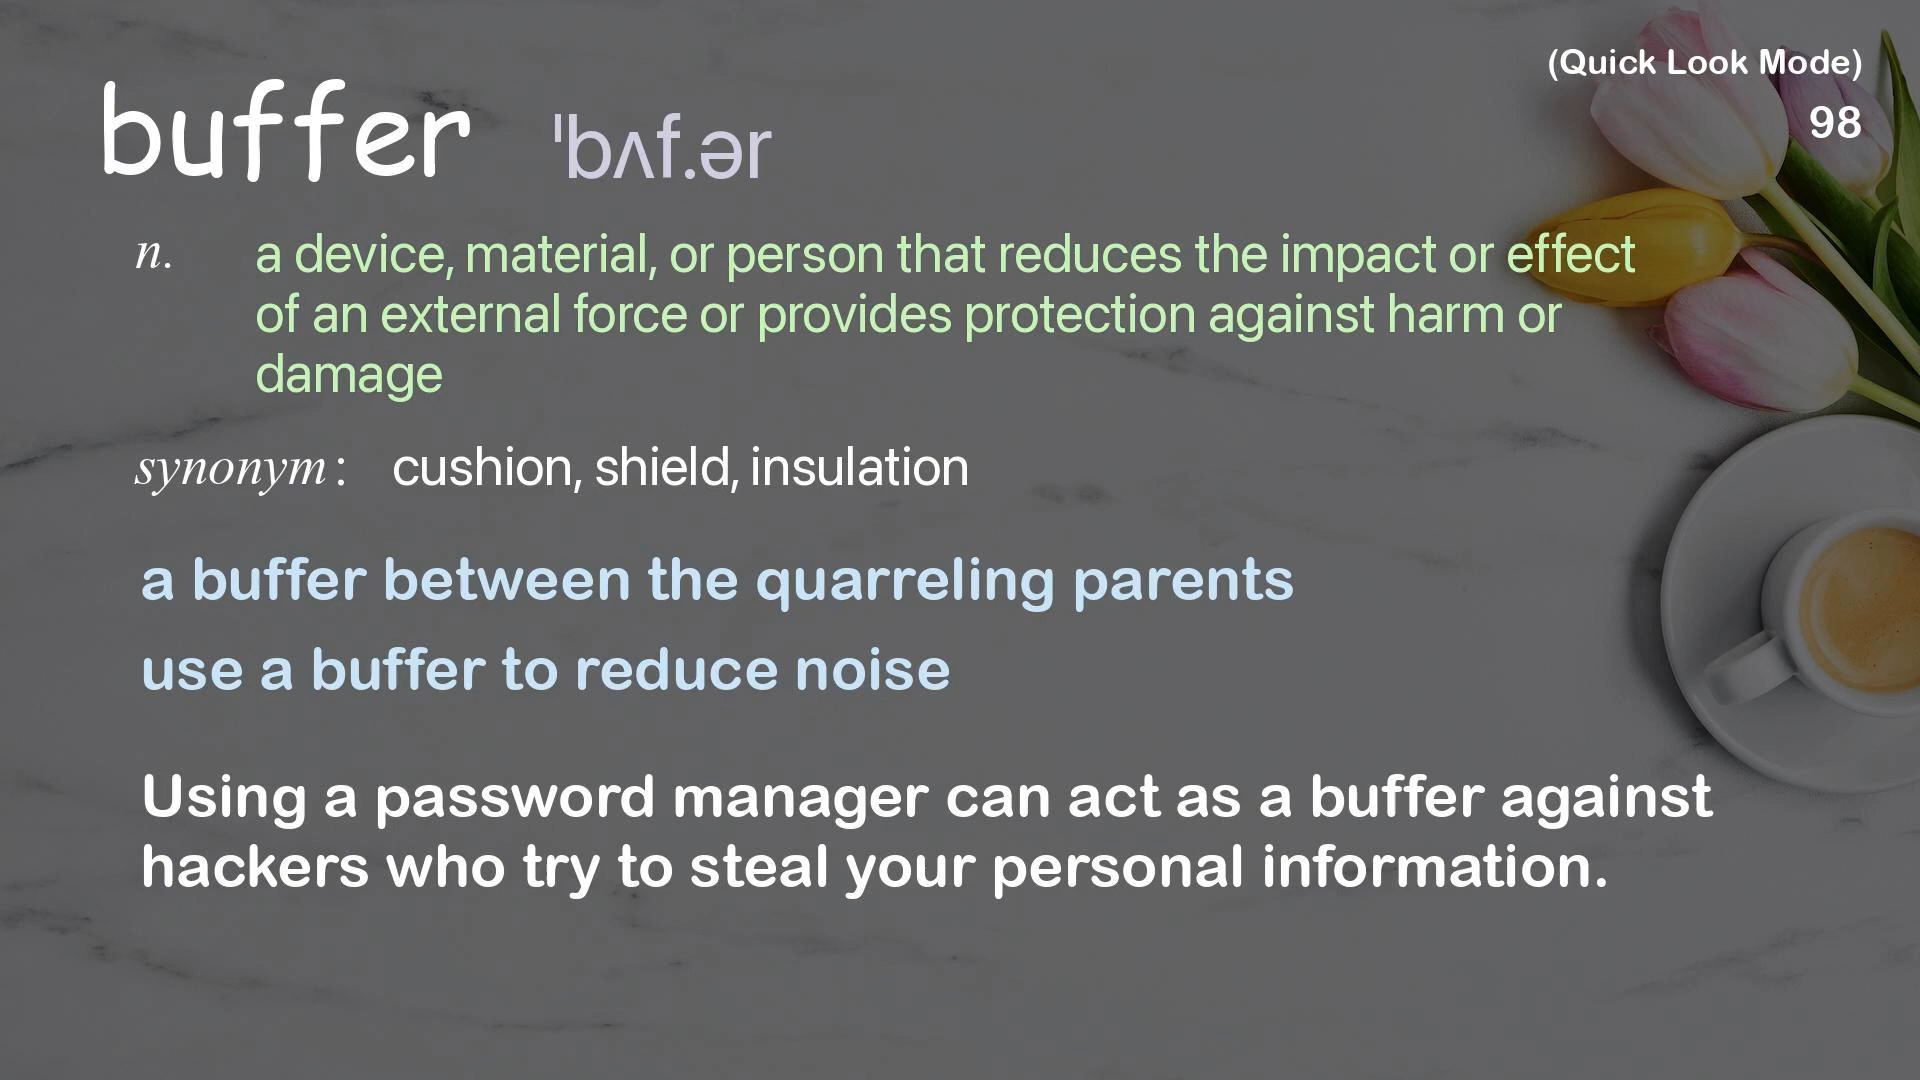 (Quick Look Mode)
98
buffer ˈbʌf.ər
n. a device, material, or person that reduces the impact or effect
of an external force or provides protection against harm or
damage
synonym: cushion, shield, insulation
a buffer between the quarreling parents
use a buffer to reduce noise
Using a password manager can act as a buffer against
hackers who try to steal your personal information.